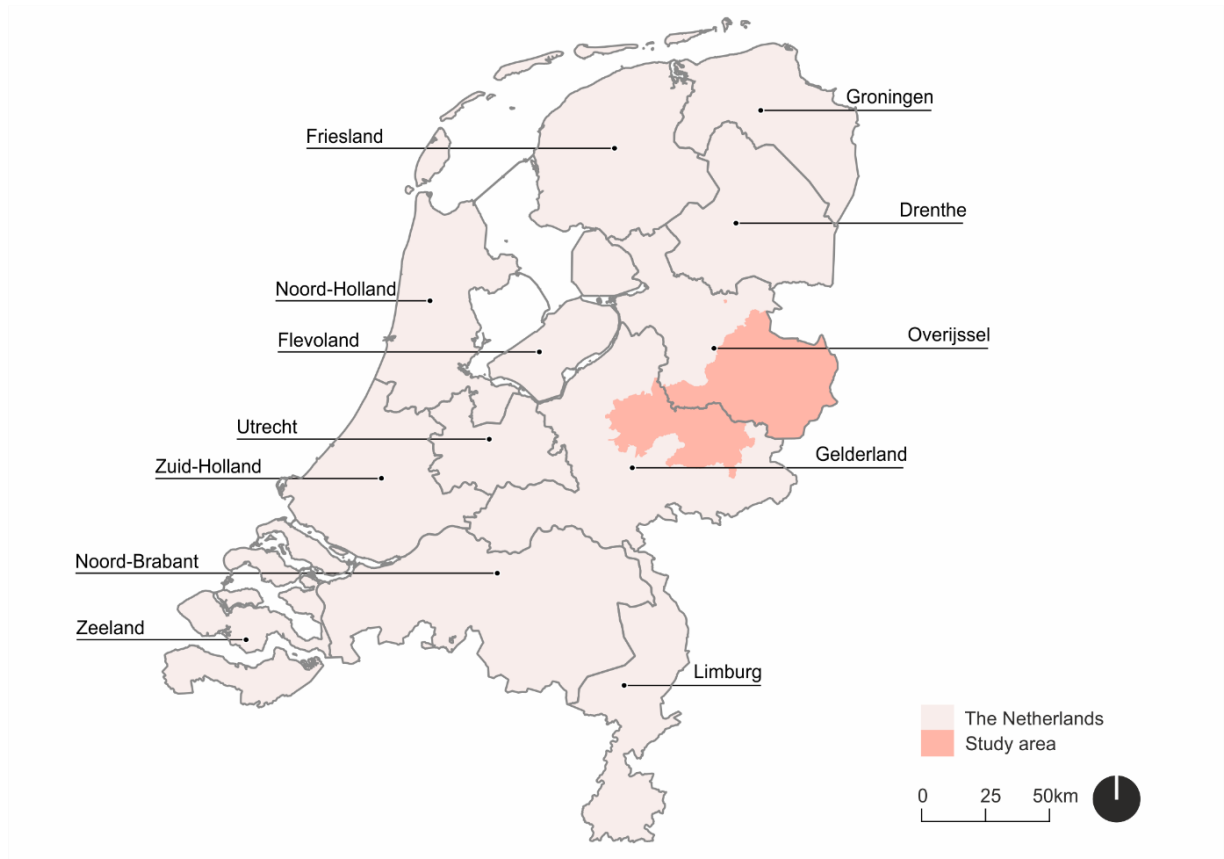 Groningen
Friesland
Drenthe
Noord-Holland
Overijssel
Flevoland
Utrecht
Gelderland
Zuid-Holland
Noord-Brabant
Zeeland
Limburg
The Netherlands
Study area
0 25 50km